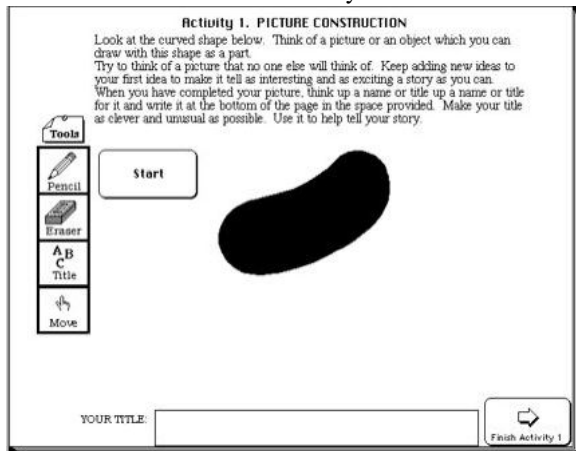 Activity 1. PICTURE CONSTRUCTION
Look at the curved shape below. Think of a picture or an object which you can
draw with this shape as a part.
Try to think of a picture that no one else will think of. Keep adding new ideas to
your first idea to make it tell as interesting and as exciting a story as you can.
When you have completed your picture, think up a name or title up a name or title
for it and write it at the bottom of the page in the space provided. Make your title
as clever and unusual as possible. Use it to help tell your story.
Tools
Start
Pencil
Eraser
A B C
Title
Move
YOUR TITLE:
Finish Activity 1